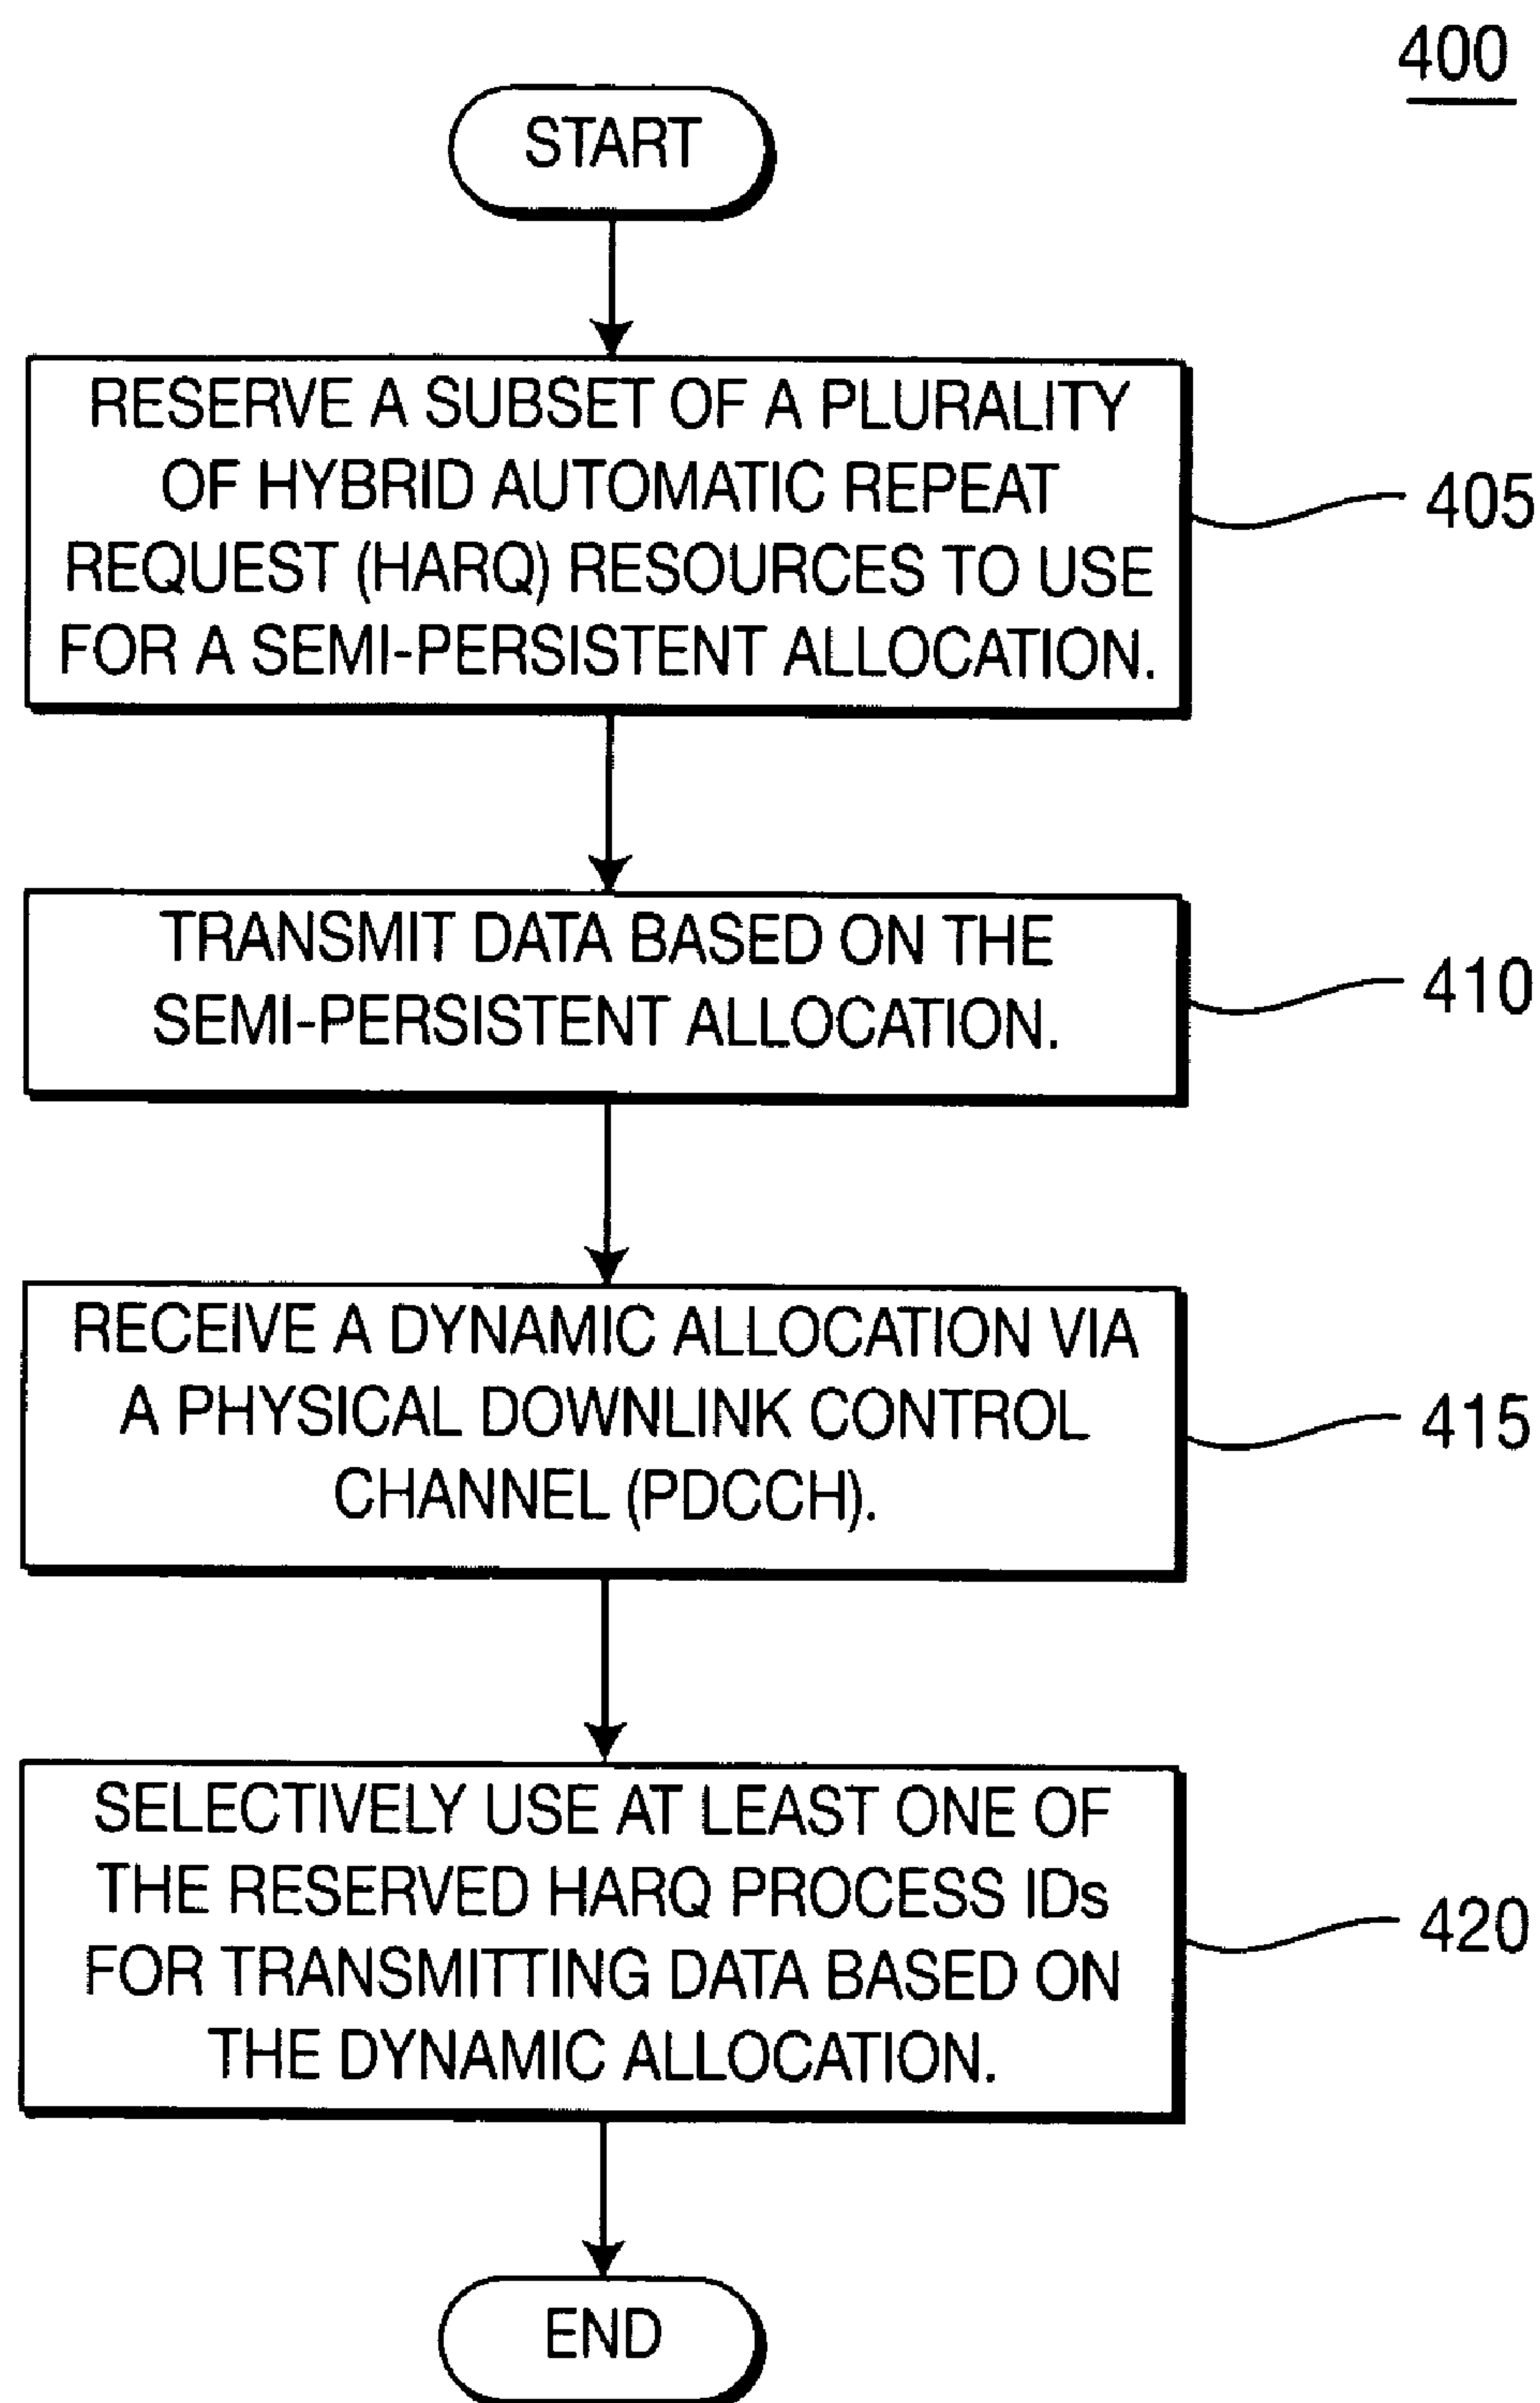 400
START
RESERVE A SUBSET OF A PLURALITY
OF HYBRID AUTOMATIC REPEAT
REQUEST (HARQ) RESOURCES TO USE
FOR A SEMI-PERSISTENT ALLOCATION.
405
TRANSMIT DATA BASED ON THE
SEMI-PERSISTENT ALLOCATION.
410
RECEIVE A DYNAMIC ALLOCATION VIA
A PHYSICAL DOWNLINK CONTROL
CHANNEL (PDCCH).
415
SELECTIVELY USE AT LEAST ONE OF
THE RESERVED HARQ PROCESS IDs
FOR TRANSMITTING DATA BASED ON
THE DYNAMIC ALLOCATION.
420
END